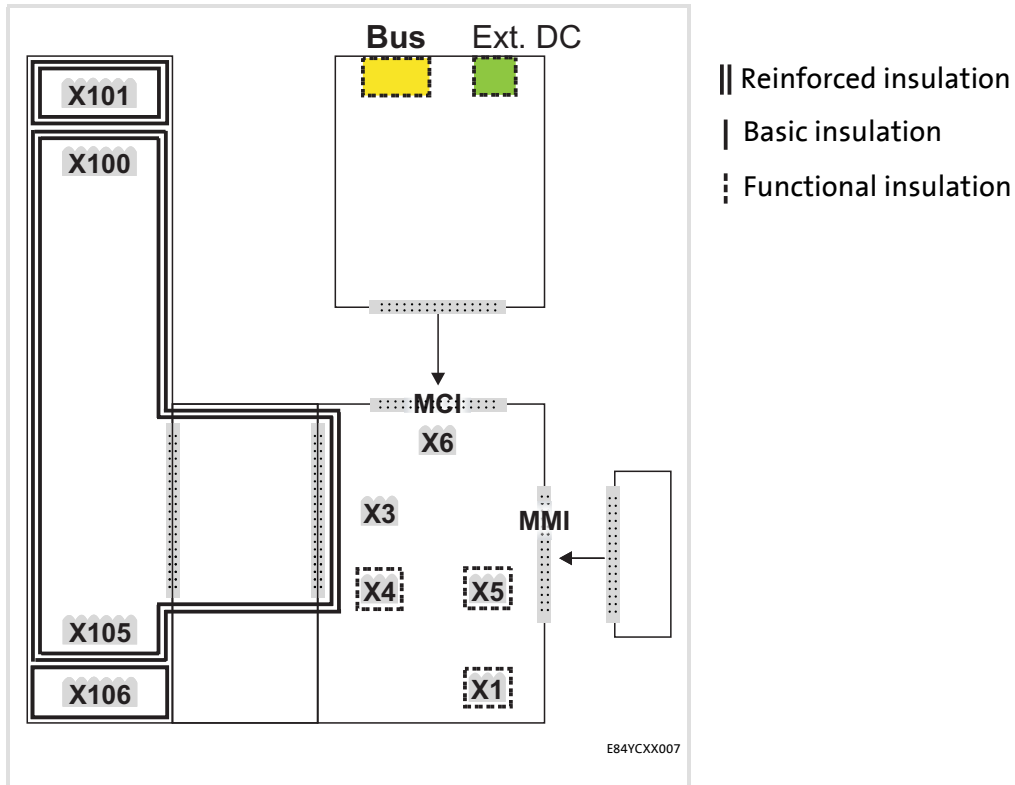 Bus Ext. DC
X101
X100
Reinforced insulation
Basic insulation
Functional insulation
MCI
X6
X3
MMI
X4
X5
X105
X106
X1
E84YCXX007